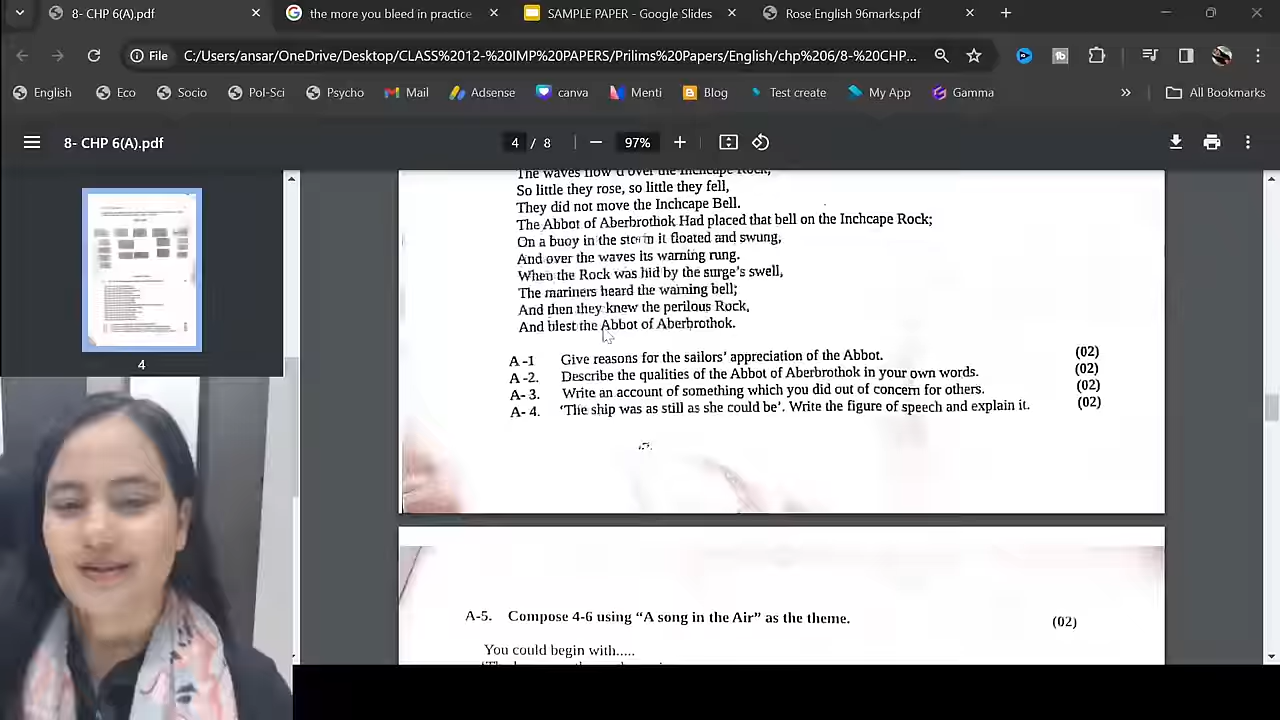 8- CHP 6(A).pdf
the more you bleed in practice
SAMPLE PAPER - Google Slides
Rose English 96marks.pdf
File
C:/Users/ansar/OneDrive/Desktop/CLASS%2012-%20IMP%20PAPERS/Prilims%20Papers/English/chp%206/8-%20CHP...
English
Eco
Socio
Pol-Sci
Psycho
Mail
Adsense
canva
Menti
Blog
Test create
My App
Gamma
All Bookmarks
8- CHP 6(A).pdf
4 / 8
97%
4
The waves flow'd over the Inchcape Rock;
So little they rose, so little they fell,
They did not move the Inchcape Bell.
The Abbot of Aberbrothok Had placed that bell on the Inchcape Rock;
On a buoy in the storm it floated and swung,
And over the waves its warning rung.
When the Rock was hid by the surge's swell,
The mariners heard the warning bell;
And then they knew the perilous Rock,
And blest the Abbot of Aberbrothok.
A -1 Give reasons for the sailors' appreciation of the Abbot. (02)
A -2. Describe the qualities of the Abbot of Aberbrothok in your own words. (02)
A- 3. Write an account of something which you did out of concern for others. (02)
A- 4. 'The ship was as still as she could be'. Write the figure of speech and explain it. (02)
A-5. Compose 4-6 using “A song in the Air” as the theme. (02)
You could begin with.....